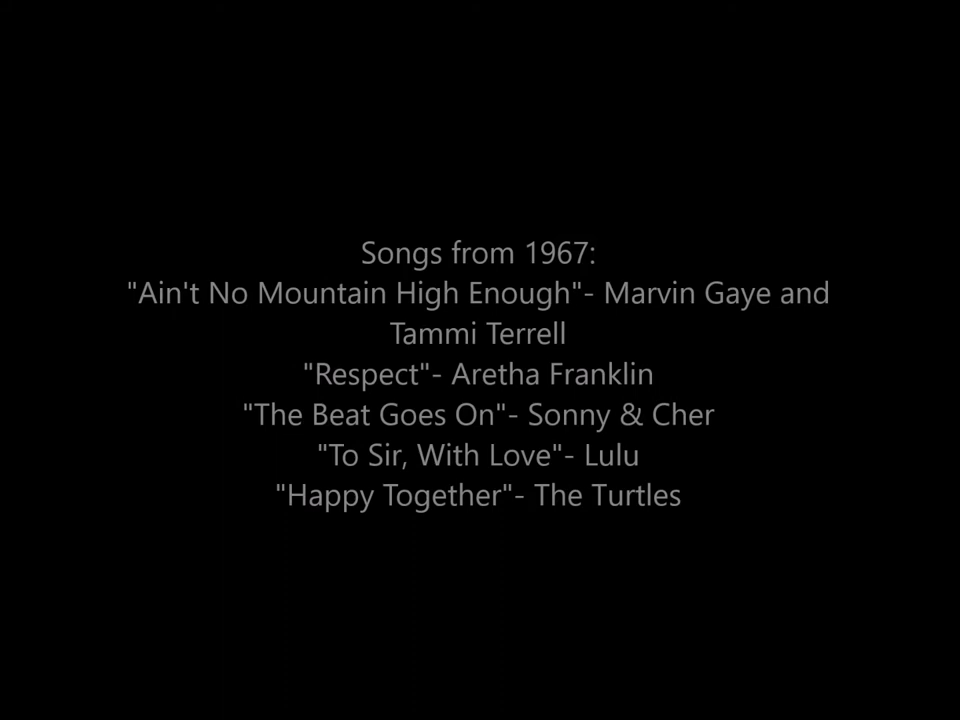 Songs from 1967:
"Ain't No Mountain High Enough"- Marvin Gaye and
Tammi Terrell
"Respect"- Aretha Franklin
"The Beat Goes On"- Sonny & Cher
"To Sir, With Love"- Lulu
"Happy Together"- The Turtles